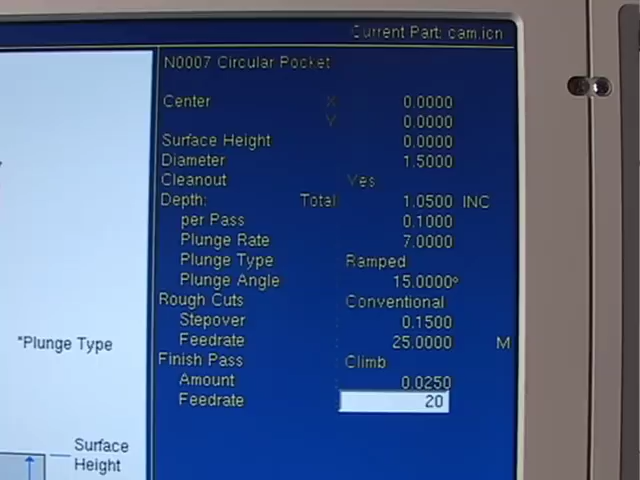 Current Part: cam.icn
N0007 Circular Pocket
Center X 0.0000
Y 0.0000
Surface Height 0.0000
Diameter 1.5000
Cleanout Yes
Depth: Total 1.0500 INC
per Pass 0.1000
Plunge Rate 7.0000
Plunge Type Ramped
Plunge Angle 15.0000°
Rough Cuts Conventional
Stepover : 0.1500
Feedrate : 25.0000 M
Finish Pass Climb
Amount : 0.0250
Feedrate : 20
"Plunge Type
Surface
Height